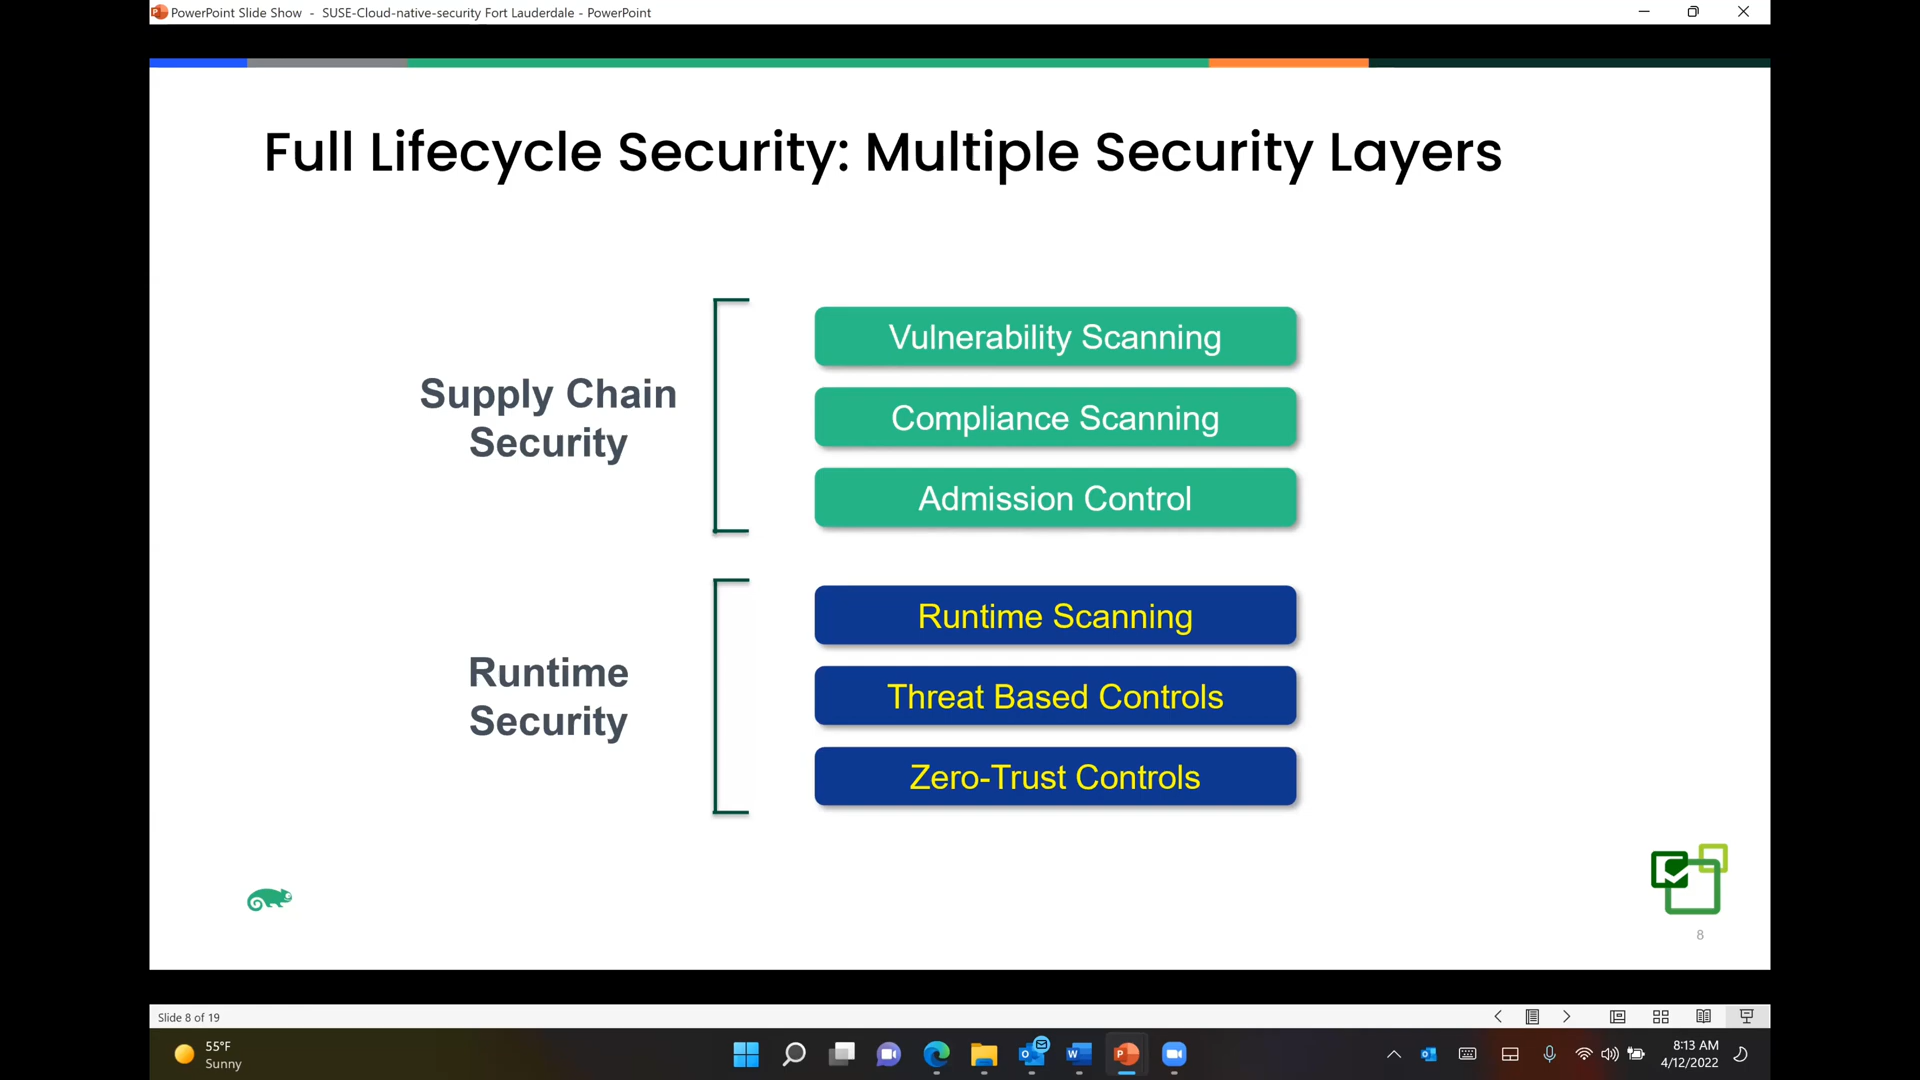 PowerPoint Slide Show - SUSE-Cloud-native-security Fort Lauderdale - PowerPoint
Full Lifecycle Security: Multiple Security Layers
Supply Chain
Security
Vulnerability Scanning
Compliance Scanning
Admission Control
Runtime
Security
Runtime Scanning
Threat Based Controls
Zero-Trust Controls
8
Slide 8 of 19
55°F
Sunny
8:13 AM
4/12/2022